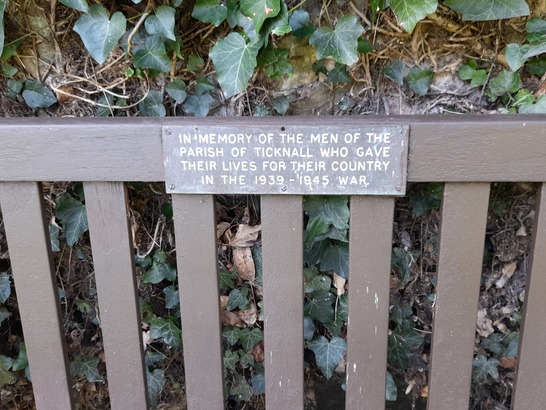 IN MEMORY OF THE MEN OF THE
PARISH OF TICKNALL WHO GAVE
THEIR LIVES FOR THEIR COUNTRY
IN THE 1939-1945 WAR.